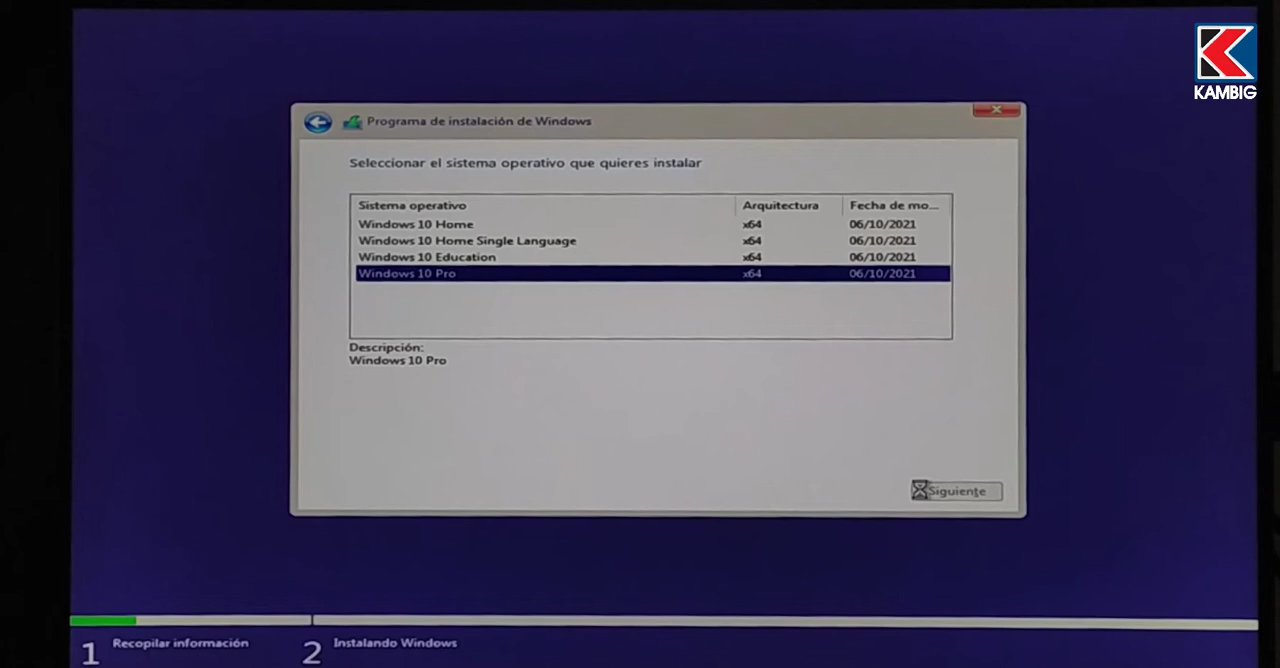 KAMBIG
Programa de instalación de Windows
Seleccionar el sistema operativo que quieres instalar
Sistema operativo Arquitectura Fecha de mo...
Windows 10 Home x64 06/10/2021
Windows 10 Home Single Language x64 06/10/2021
Windows 10 Education x64 06/10/2021
Windows 10 Pro x64 06/10/2021
Descripción:
Windows 10 Pro
Siguiente
1 Recopilar información 2 Instalando Windows